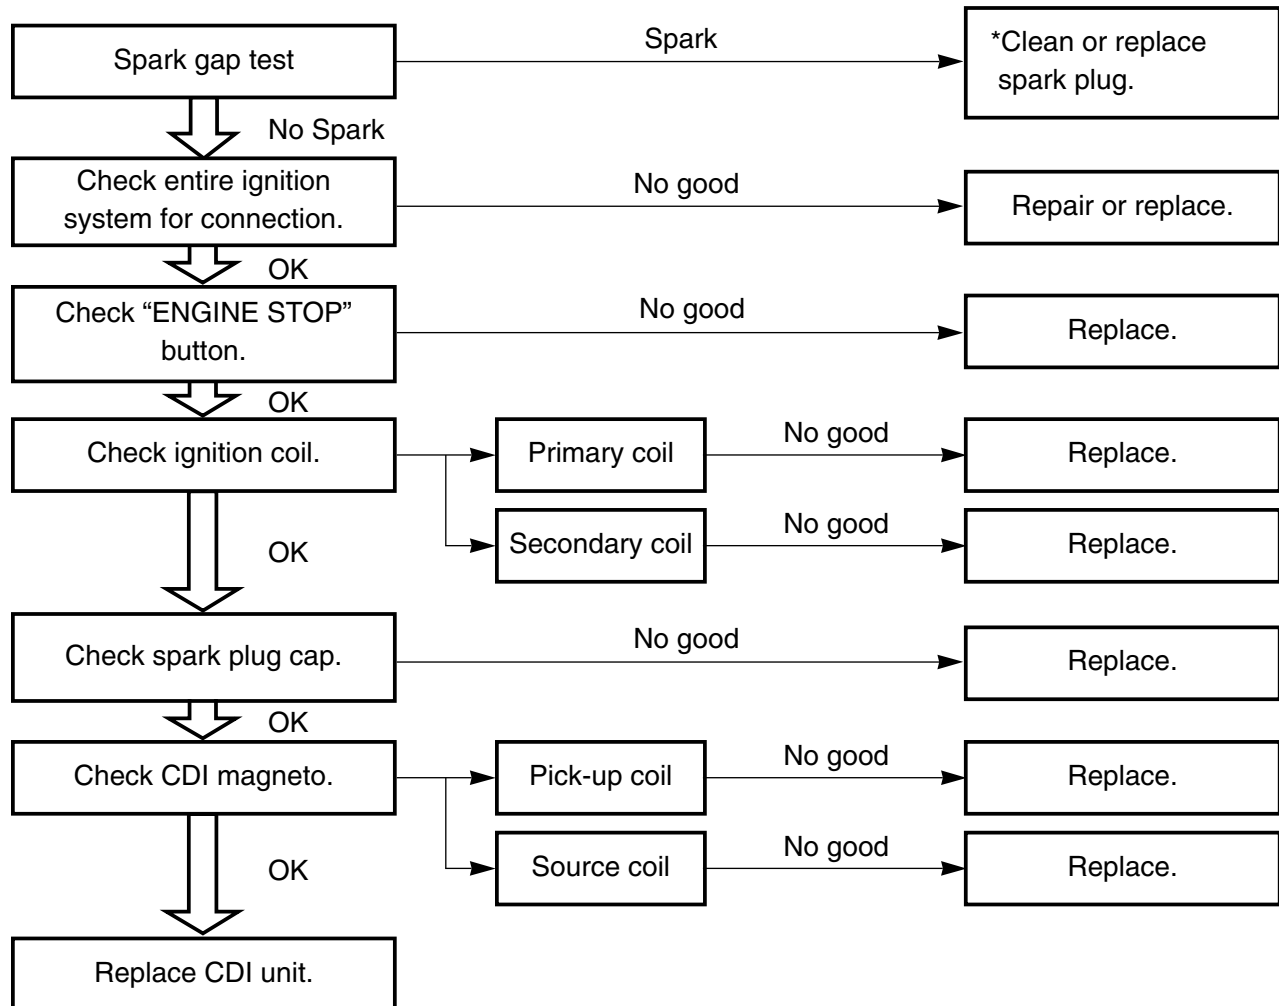 Spark gap test
Spark
*Clean or replace
spark plug.
No Spark
Check entire ignition
system for connection.
No good
Repair or replace.
OK
Check “ENGINE STOP”
button.
No good
Replace.
OK
Check ignition coil.
Primary coil
No good
Replace.
Secondary coil
No good
Replace.
OK
Check spark plug cap.
No good
Replace.
OK
Check CDI magneto.
Pick-up coil
No good
Replace.
Source coil
No good
Replace.
OK
Replace CDI unit.